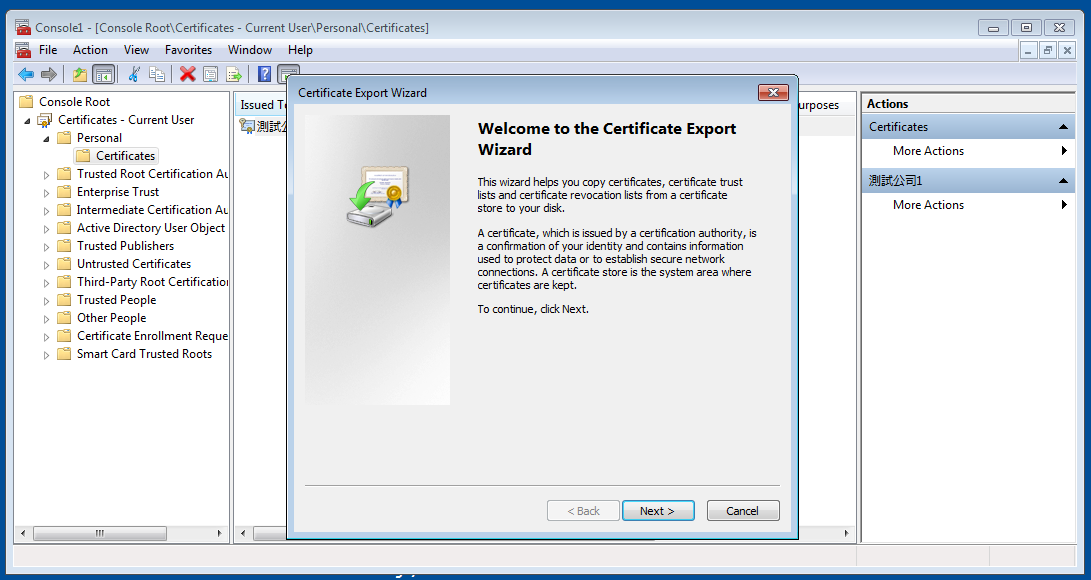 Console1 - [Console Root\Certificates - Current User\Personal\Certificates]
File Action View Favorites Window Help
Console Root
Certificates - Current User
Personal
Certificates
Trusted Root Certification Au
Enterprise Trust
Intermediate Certification Au
Active Directory User Object
Trusted Publishers
Untrusted Certificates
Third-Party Root Certification
Trusted People
Other People
Certificate Enrollment Reque
Smart Card Trusted Roots
Issued T
測試公
urposes
Certificate Export Wizard
Welcome to the Certificate Export
Wizard
This wizard helps you copy certificates, certificate trust
lists and certificate revocation lists from a certificate
store to your disk.
A certificate, which is issued by a certification authority, is
a confirmation of your identity and contains information
used to protect data or to establish secure network
connections. A certificate store is the system area where
certificates are kept.
To continue, click Next.
< Back Next > Cancel
Actions
Certificates
More Actions
測試公司1
More Actions